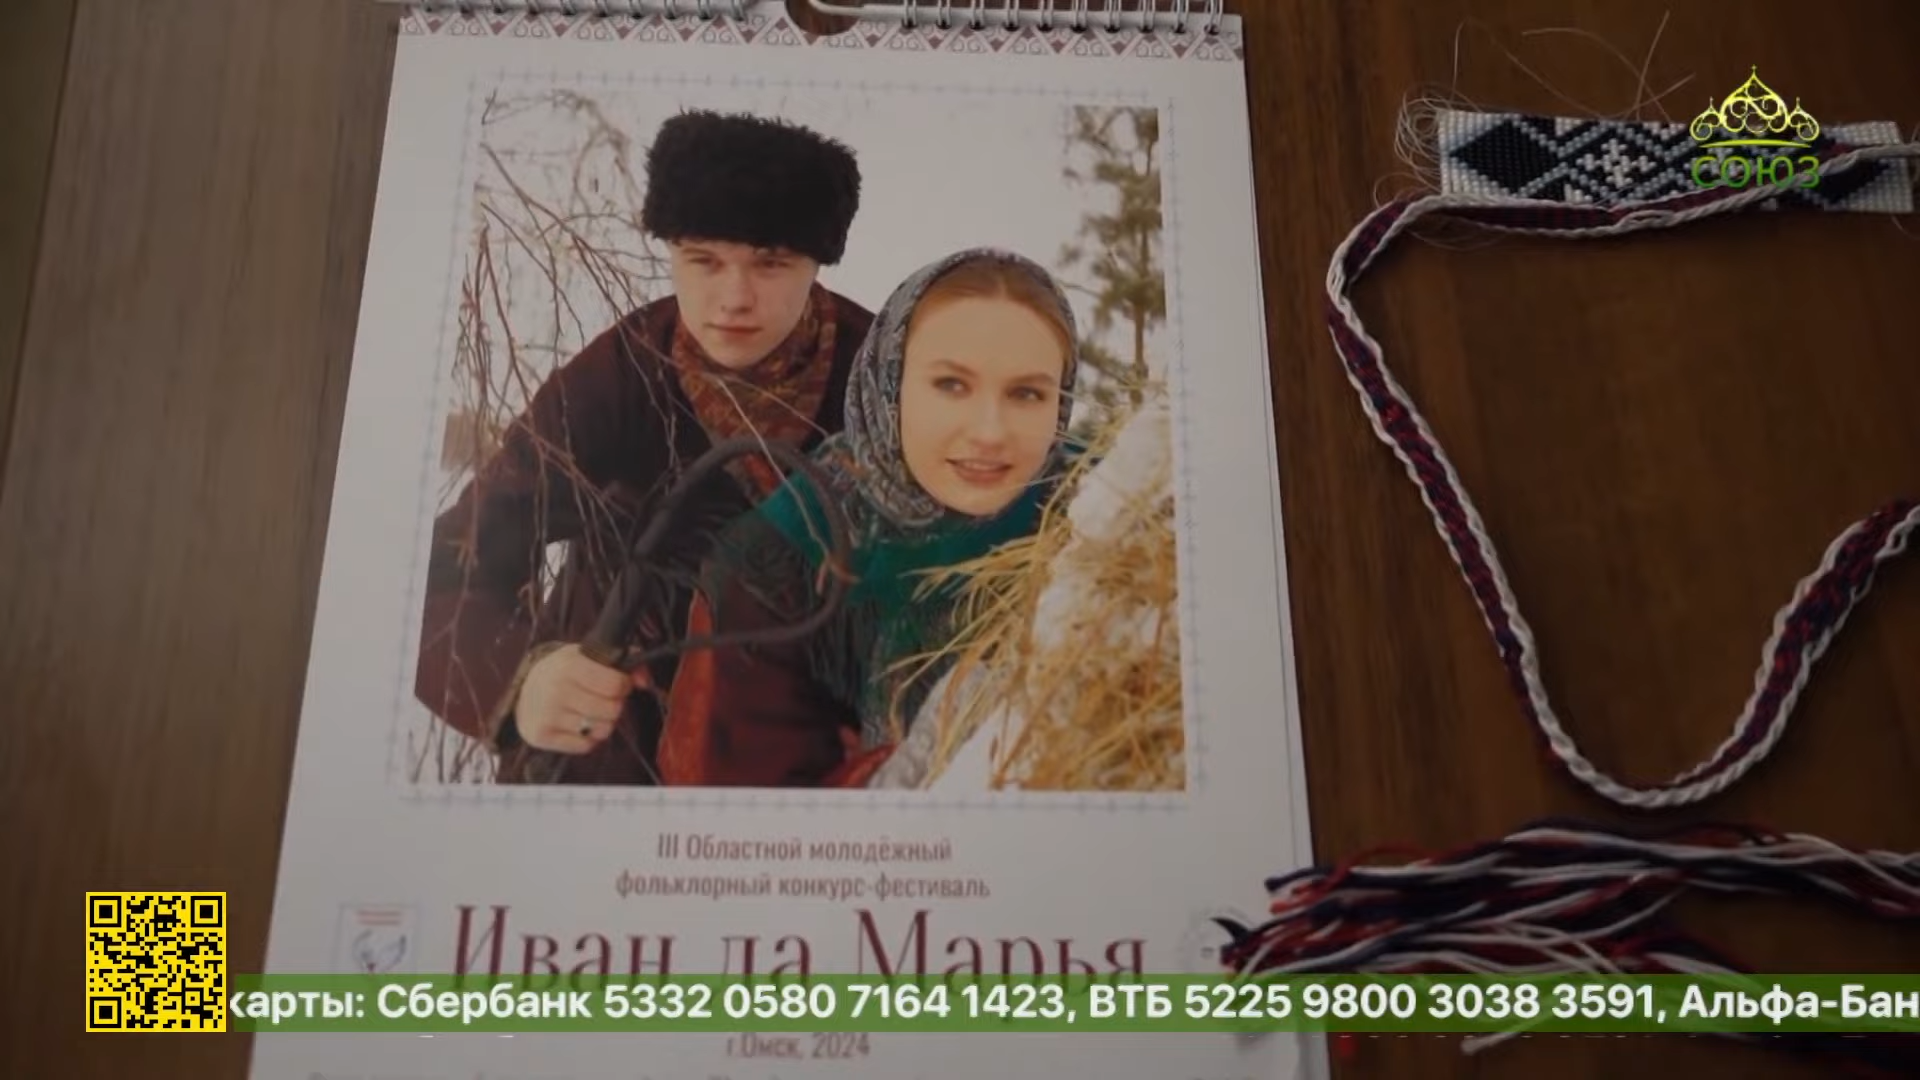 СОЮЗ
III Областной молодёжный
фольклорный конкурс-фестиваль
Иван да Марья
карты: Сбербанк 5332 0580 7164 1423, ВТБ 5225 9800 3038 3591, Альфа-Бан
г.Омск, 2024